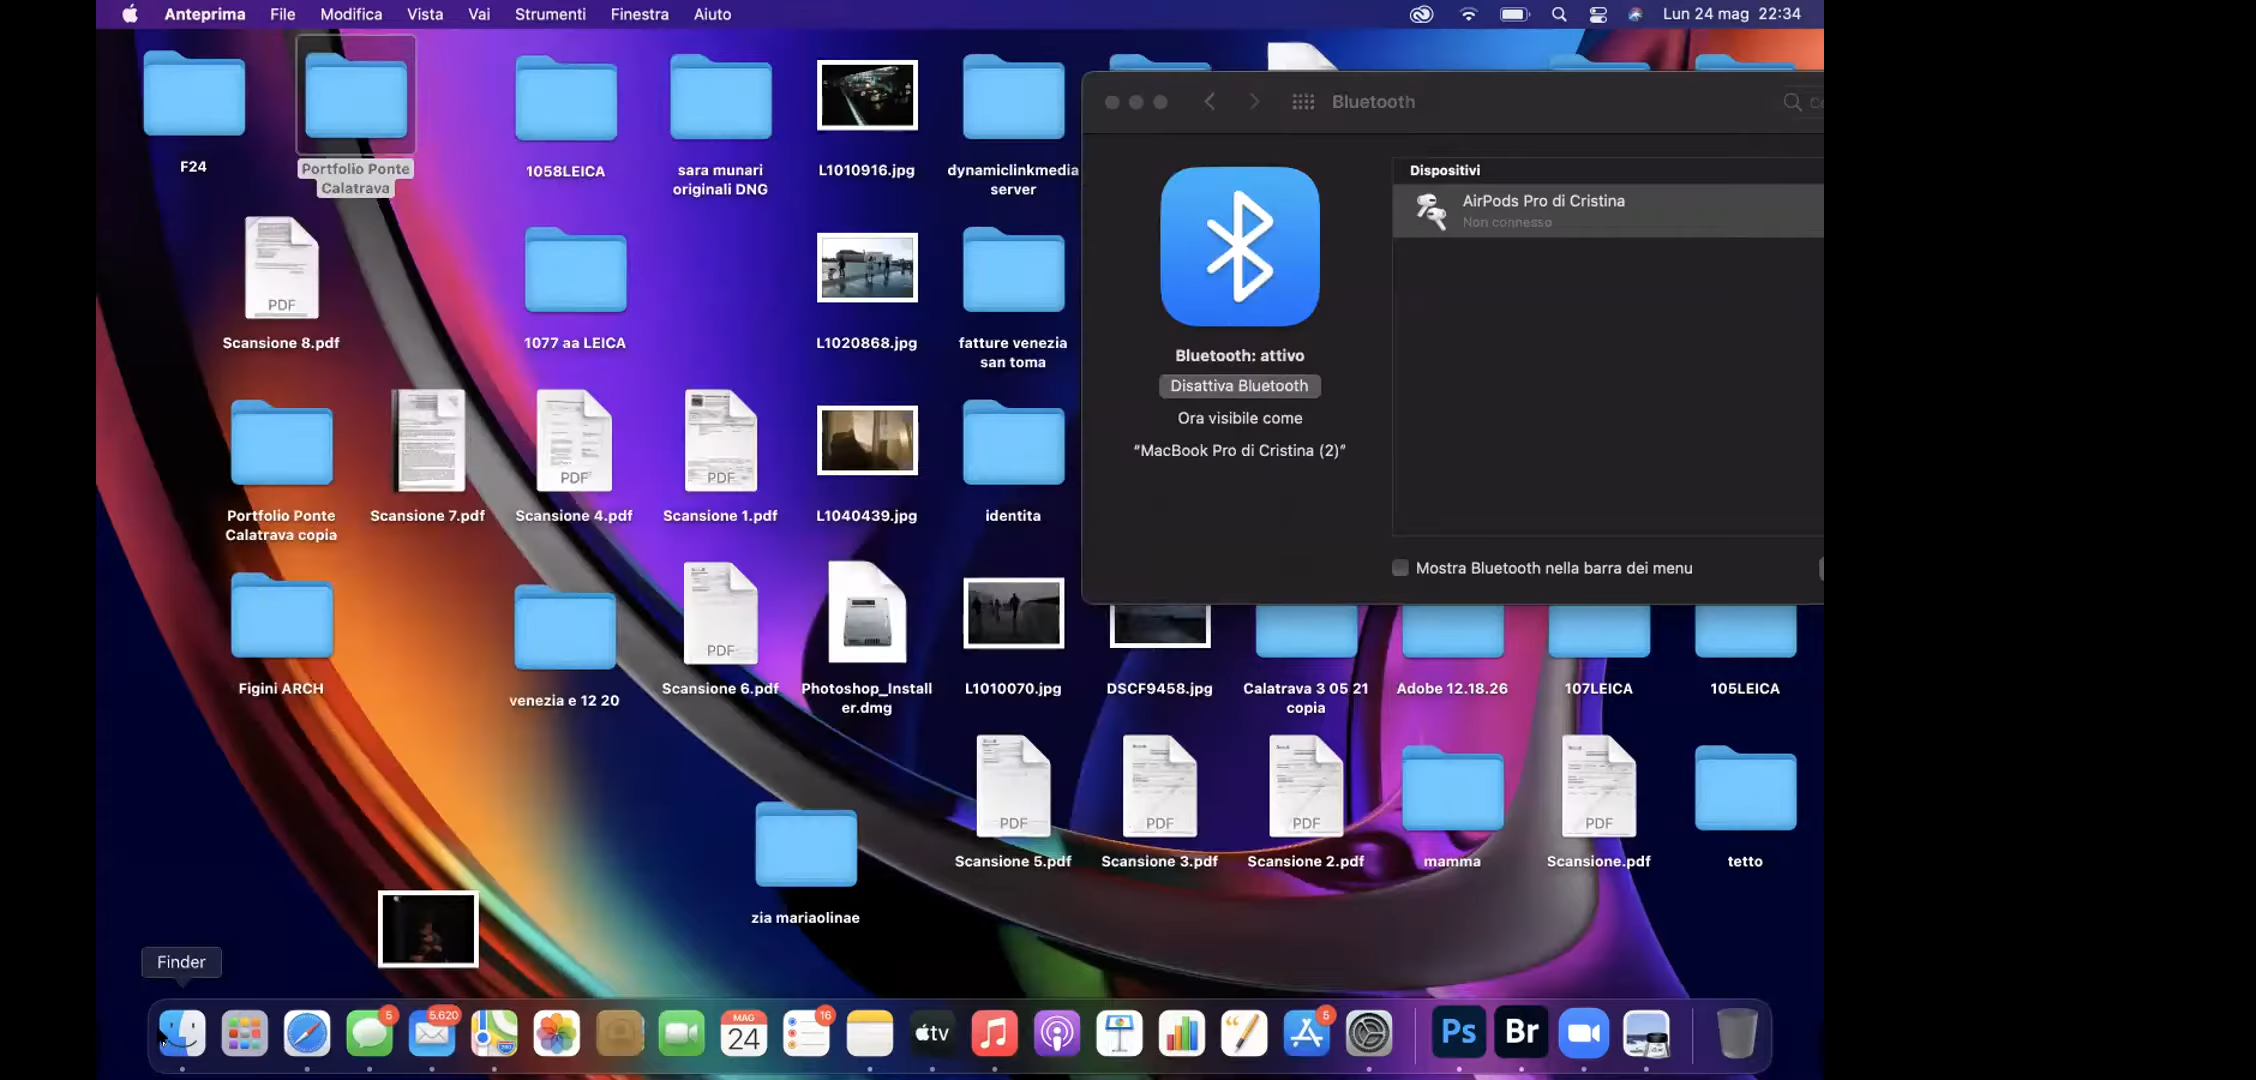 Anteprima File Modifica Vista Vai Strumenti Finestra Aiuto Lun 24 mag 22:34
F24
Portfolio Ponte
Calatrava
1058LEICA
sara munari
originali DNG
L1010916.jpg
dynamiclinkmedia
server
Bluetooth
Dispositivi
AirPods Pro di Cristina
Non connesso
Bluetooth: attivo
Disattiva Bluetooth
Ora visibile come
“MacBook Pro di Cristina (2)”
Mostra Bluetooth nella barra dei menu
PDF
Scansione 8.pdf
1077 aa LEICA
L1020868.jpg
fatture venezia
san toma
Portfolio Ponte
Calatrava copia
Scansione 7.pdf
PDF
Scansione 4.pdf
PDF
Scansione 1.pdf
L1040439.jpg
identita
Figini ARCH
venezia e 12 20
PDF
Scansione 6.pdf
Photoshop_Install
er.dmg
L1010070.jpg
DSCF9458.jpg
Calatrava 3 05 21
copia
Adobe 12.18.26
107LEICA
105LEICA
zia mariaolinae
PDF
Scansione 5.pdf
PDF
Scansione 3.pdf
PDF
Scansione 2.pdf
mamma
PDF
Scansione.pdf
tetto
Finder
5
5.620
MAG
24
16
tv
5
Ps
Br